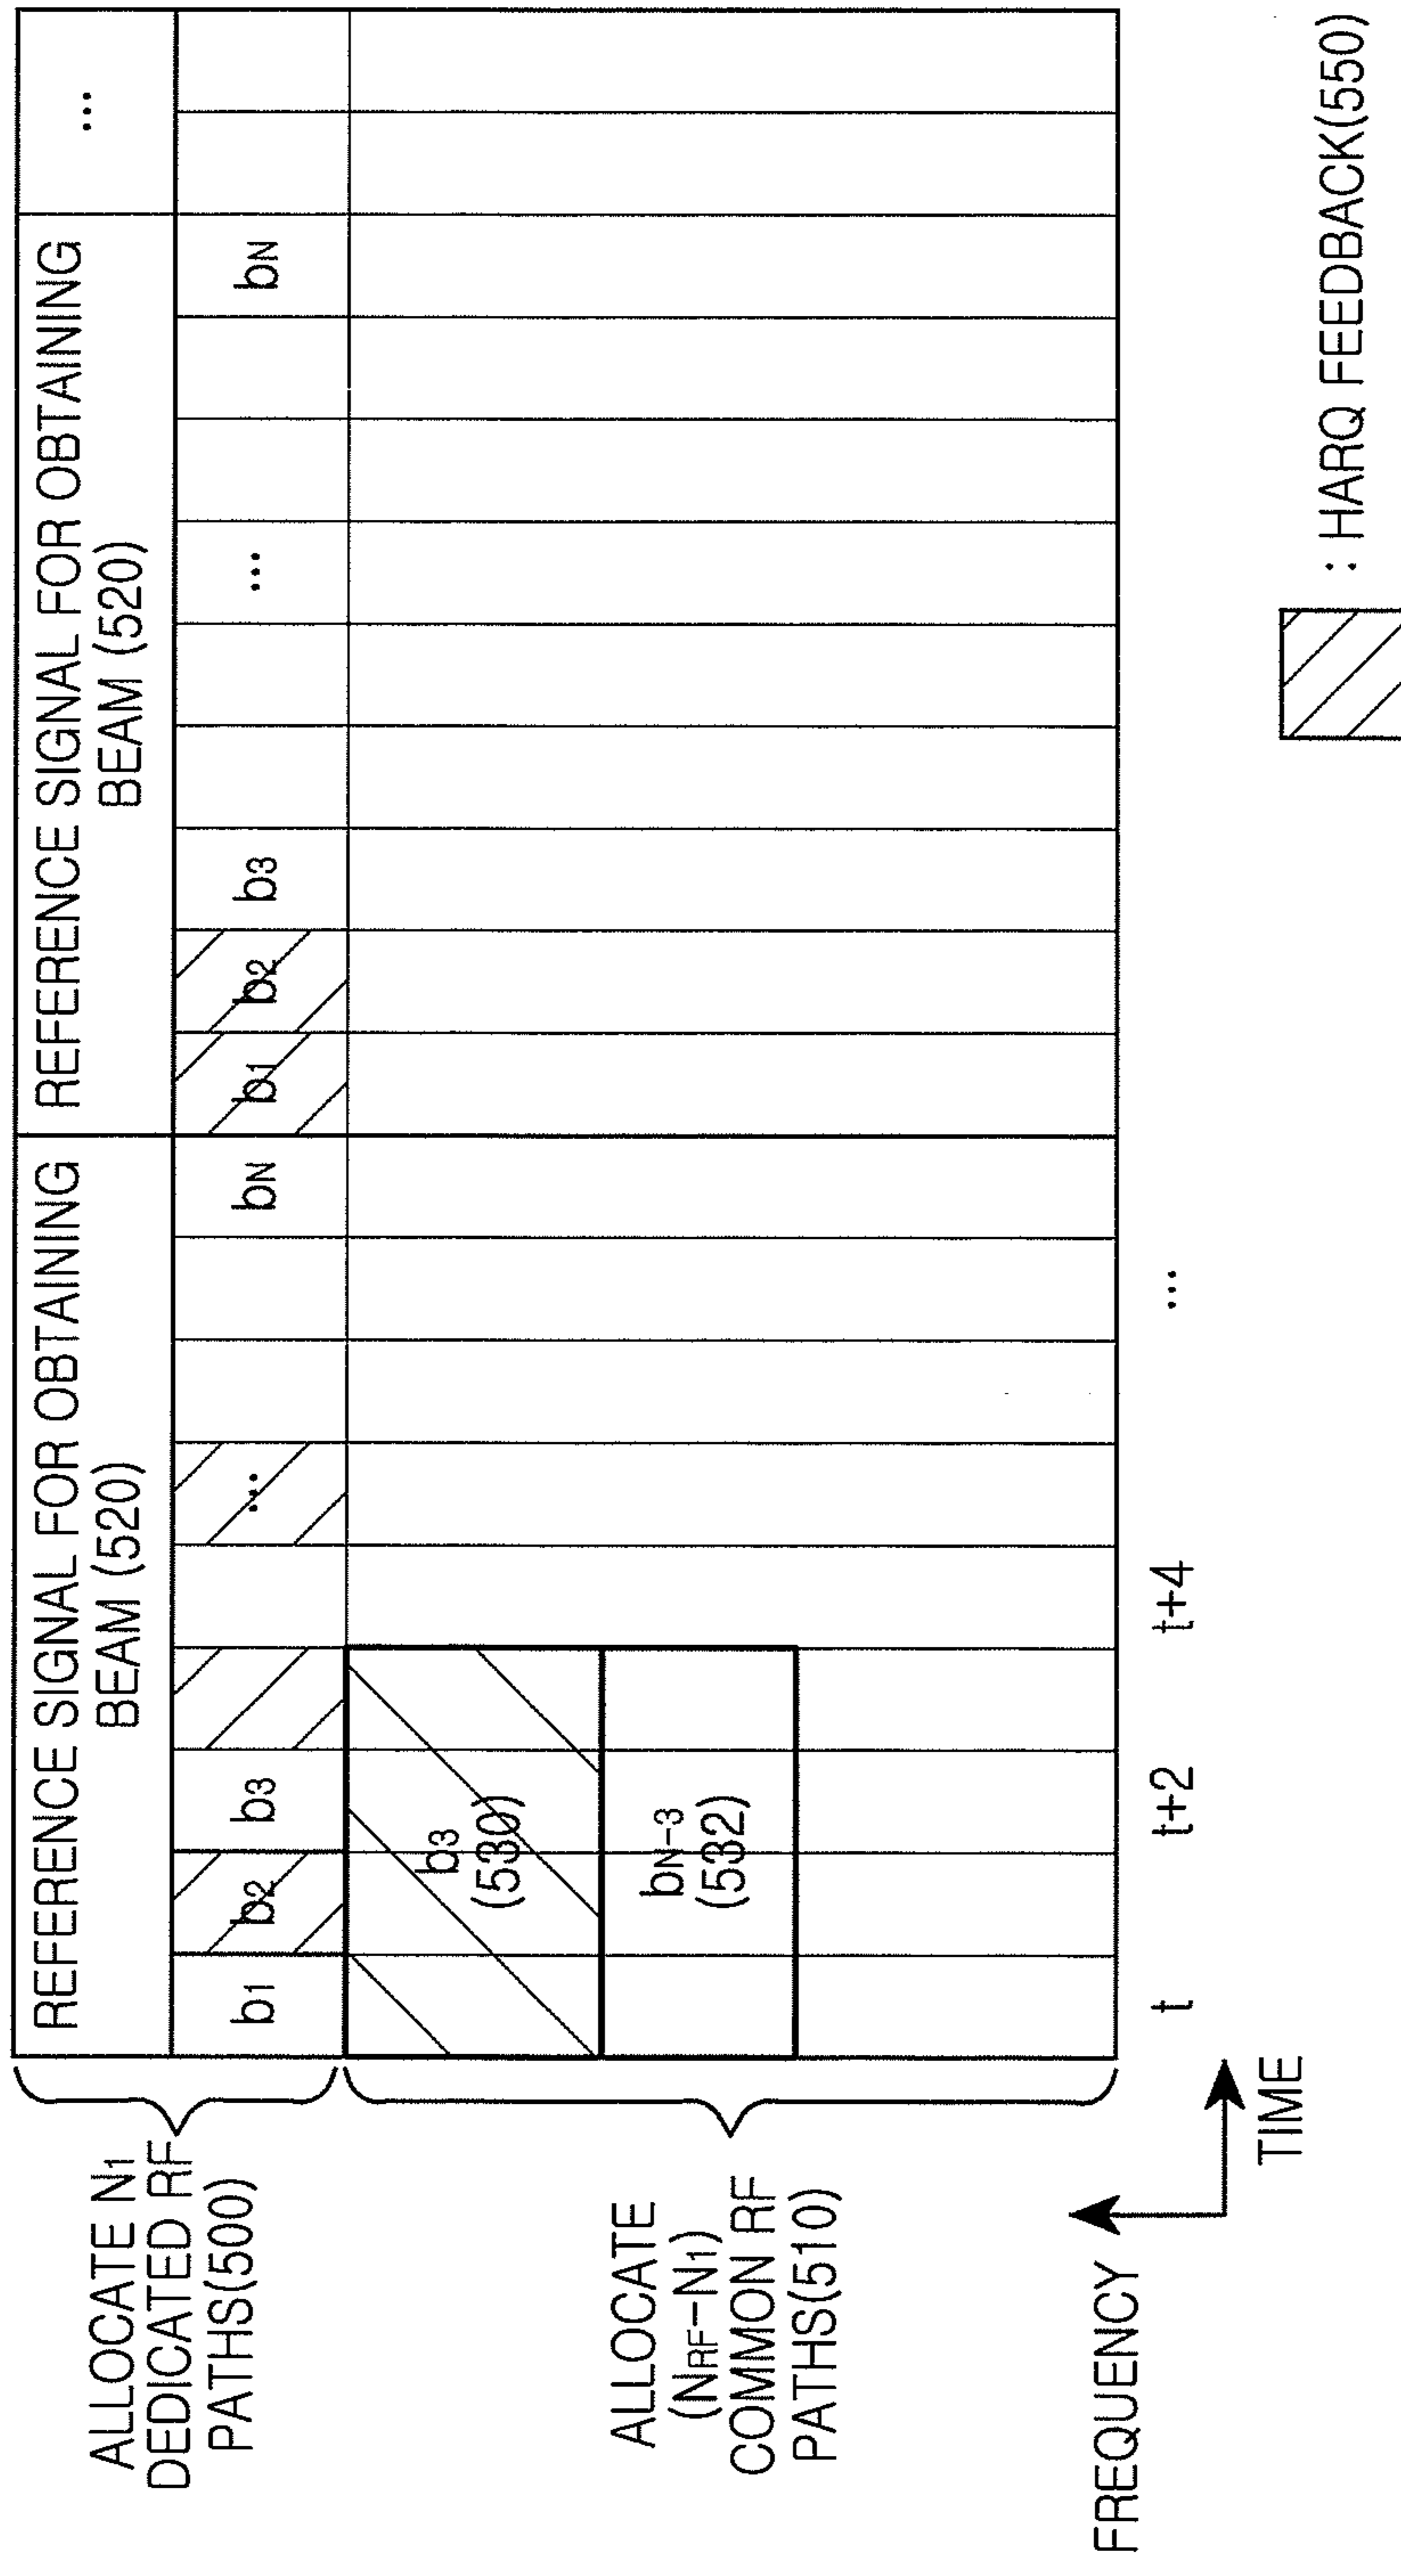 ALLOCATE N1
DEDICATED RF
PATHS(500)
REFERENCE SIGNAL FOR OBTAINING
BEAM (520)
REFERENCE SIGNAL FOR OBTAINING
BEAM (520)
...
b1
b2
b3
...
bN
b1
b2
b3
...
bN
ALLOCATE
(NRF-N1)
COMMON RF
PATHS(510)
b3
(530)
bN-3
(532)
t
t+2
t+4
...
FREQUENCY
TIME
: HARQ FEEDBACK(550)